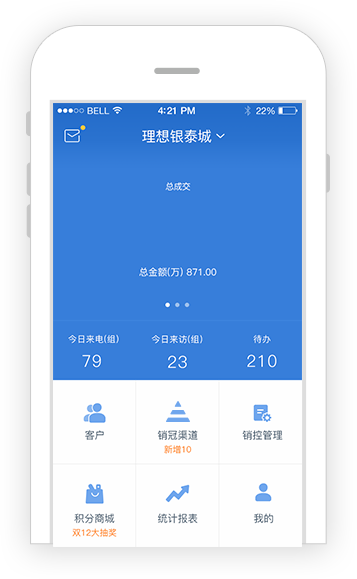 BELL 4:21 PM 22%
理想银泰城
总成交
总金额(万) 871.00
今日来电(组) 今日来访(组) 待办
79 23 210
客户 销冠渠道 销控管理
新增10
积分商城 统计报表 我的
双12大抽奖